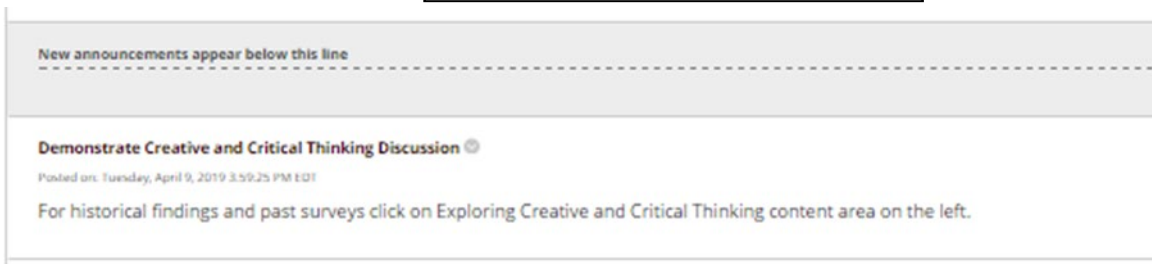 New announcements appear below this line
Demonstrate Creative and Critical Thinking Discussion
Posted on: Tuesday, April 9, 2019 3:59:25 PM EDT
For historical findings and past surveys click on Exploring Creative and Critical Thinking content area on the left.